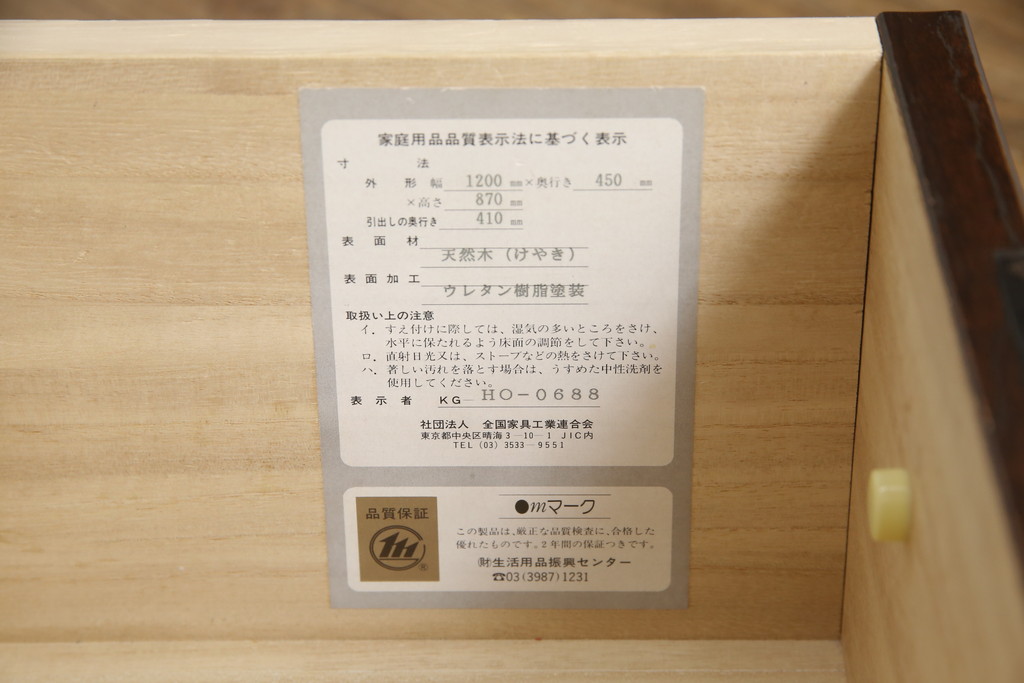 家庭用品品質表示法に基づく表示
寸法
外形 幅 1200 mm×奥行き 450 mm
×高さ 870 mm
引出しの奥行き 410 mm
表面材 天然木（けやき）
表面加工 ウレタン樹脂塗装
取扱い上の注意
イ．すえ付けに際しては、湿気の多いところをさけ、
水平に保たれるよう床面の調節をして下さい。
ロ．直射日光又は、ストーブなどの熱をさけて下さい。
ハ．著しい汚れを落とす場合は、うすめた中性洗剤を
使用してください。
表示者 KG HO-0688
社団法人 全国家具工業連合会
東京都中央区晴海3-10-1 JIC内
TEL (03) 3533-9551
品質保証
®
●mマーク
この製品は、厳正な品質検査に、合格した
優れたものです。2年間の保証つきです。
㈶生活用品振興センター
☎03(3987)1231